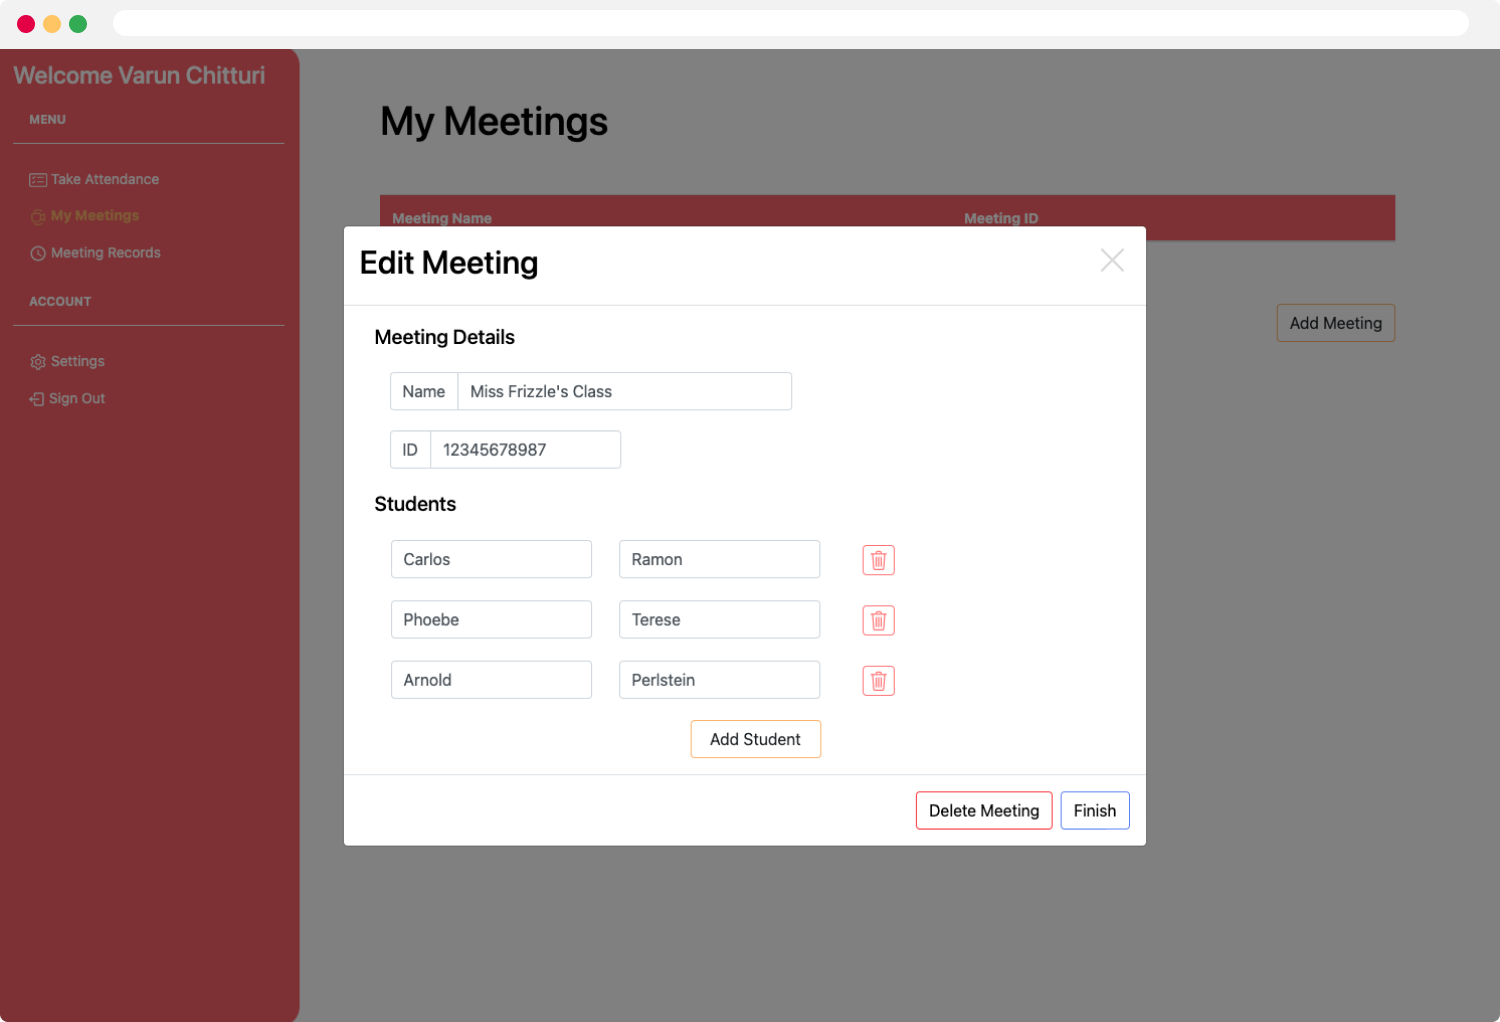 Welcome Varun Chitturi
MENU
Take Attendance
My Meetings
Meeting Records
ACCOUNT
Settings
Sign Out
My Meetings
Meeting Name Meeting ID
Add Meeting
Edit Meeting
Meeting Details
Name Miss Frizzle's Class
ID 12345678987
Students
Carlos Ramon
Phoebe Terese
Arnold Perlstein
Add Student
Delete Meeting Finish